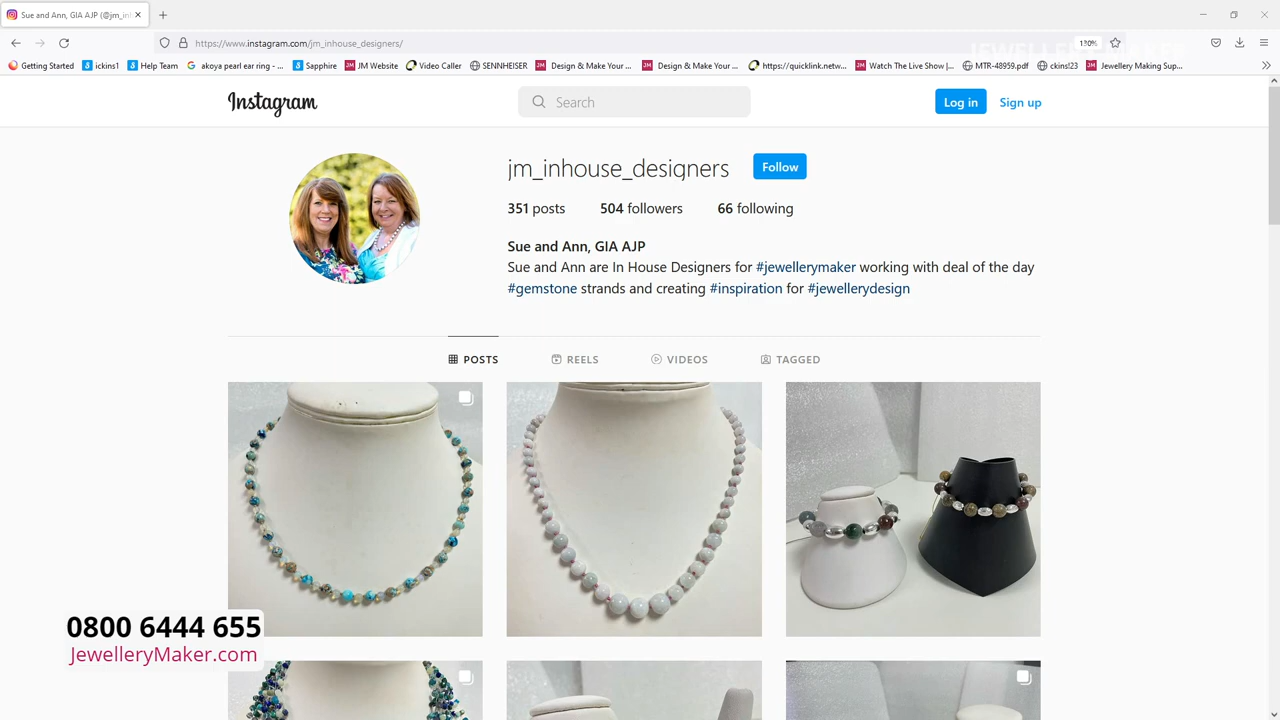 Sue and Ann, GIA AJP (@jm_in
https://www.instagram.com/jm_inhouse_designers/
130%
JEWELLERY MAKER
Getting Started
ickins1
Help Team
akoya pearl ear ring - ...
Sapphire
JM Website
Video Caller
SENNHEISER
Design & Make Your ...
Design & Make Your ...
https://quicklink.netw...
Watch The Live Show |...
MTR-48959.pdf
ckins!23
Jewellery Making Sup...
Instagram
Search
Log in
Sign up
jm_inhouse_designers
Follow
351 posts 504 followers 66 following
Sue and Ann, GIA AJP
Sue and Ann are In House Designers for #jewellerymaker working with deal of the day
#gemstone strands and creating #inspiration for #jewellerydesign
POSTS
REELS
VIDEOS
TAGGED
0800 6444 655
JewelleryMaker.com